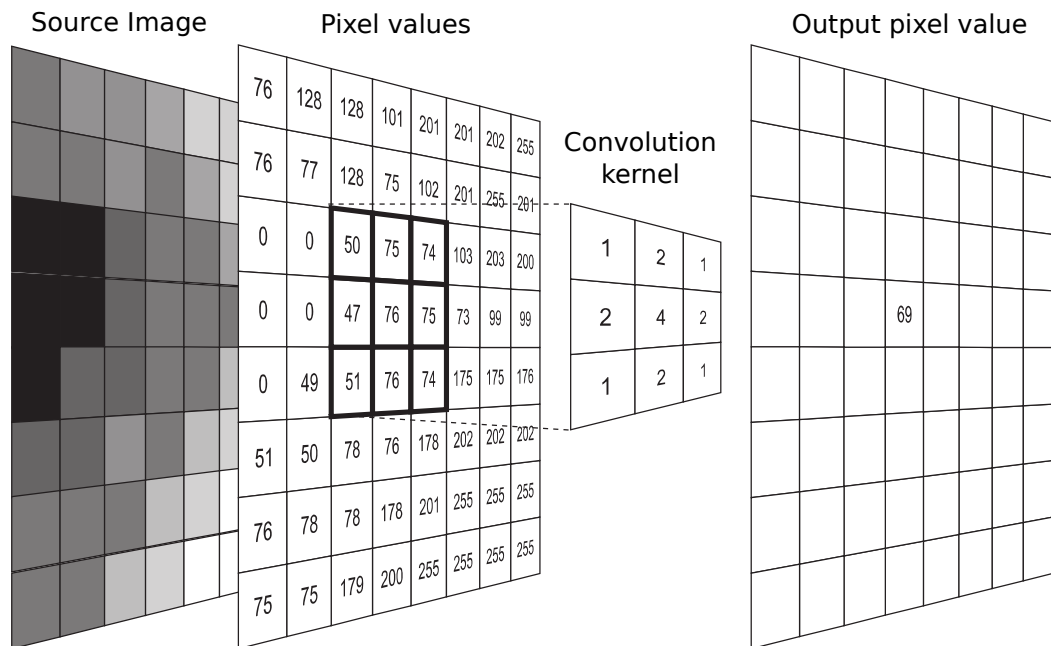 Source Image
Pixel values
Output pixel value
Convolution
kernel
76 128 128 101 201 201 202 255
76 77 128 75 102 201 255 201
0 0 50 75 74 103 203 200
0 0 47 76 75 73 99 99
0 49 51 76 74 175 175 176
51 50 78 76 178 202 202 202
76 78 78 178 201 255 255 255
75 75 179 200 255 255 255 255
1 2 1
2 4 2
1 2 1
69